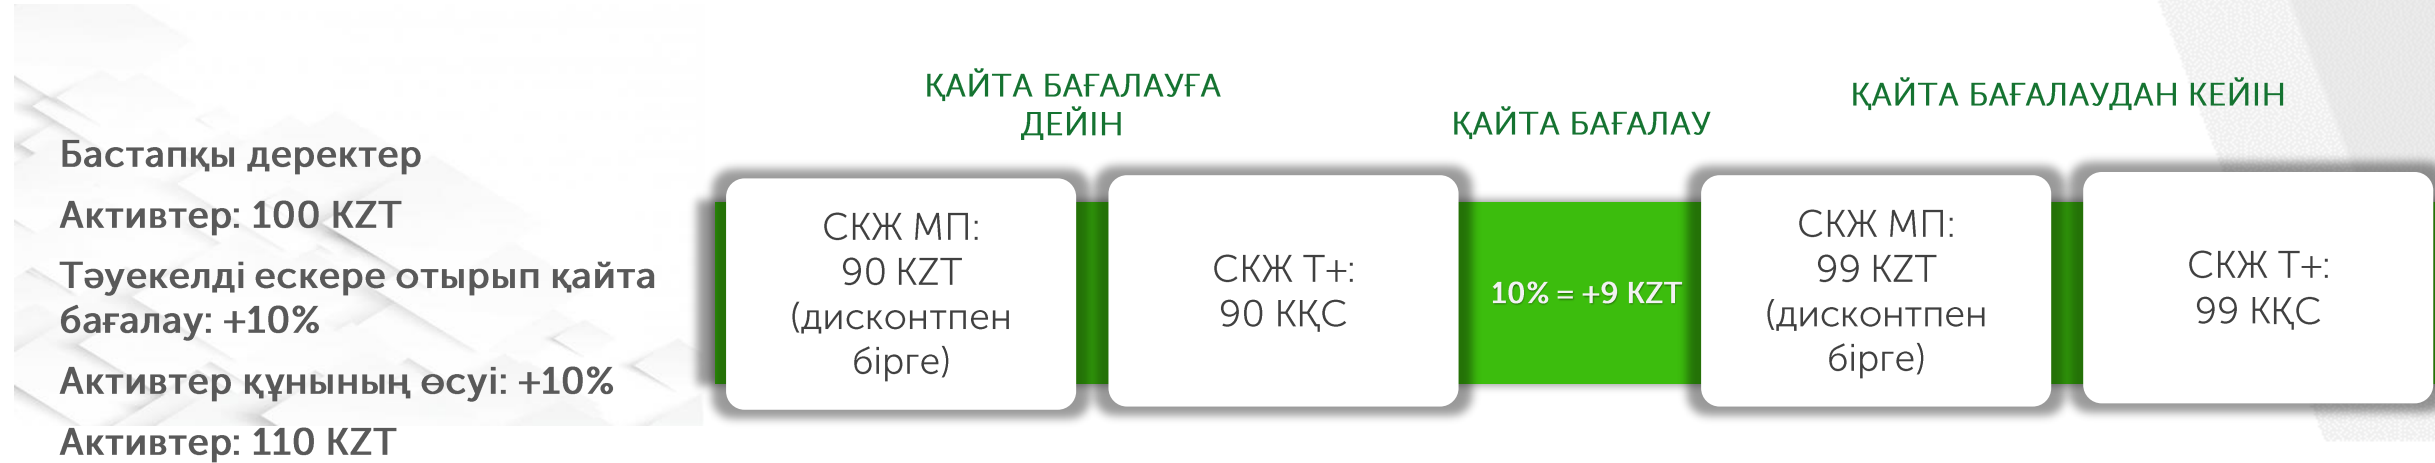 Бастапқы деректер
Активтер: 100 KZT
Тәуекелді ескере отырып қайта
бағалау: +10%
Активтер құнының өсуі: +10%
Активтер: 110 KZT
ҚАЙТА БАҒАЛАУҒА
ДЕЙІН
СКЖ МП:
90 KZT
(дисконтпен
бірге)
СКЖ Т+:
90 КҚС
ҚАЙТА БАҒАЛАУ
10% = +9 KZT
ҚАЙТА БАҒАЛАУДАН КЕЙІН
СКЖ МП:
99 KZT
(дисконтпен
бірге)
СКЖ Т+:
99 КҚС